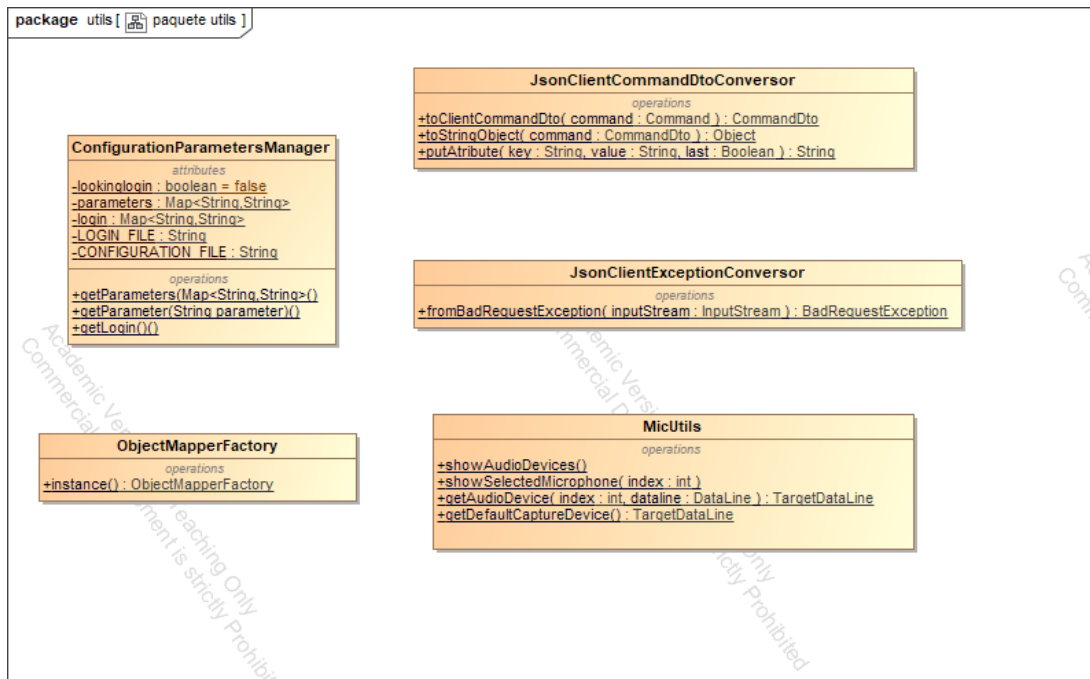 package utils [ paquete utils ]
JsonClientCommandDtoConversor
operations
+toClientCommandDto( command : Command ) : CommandDto
+toStringObject( command : CommandDto ) : Object
+putAtribute( key : String, value : String, last : Boolean ) : String
ConfigurationParametersManager
attributes
-lookinglogin : boolean = false
-parameters : Map<String,String>
-login : Map<String,String>
-LOGIN_FILE : String
-CONFIGURATION_FILE : String
operations
+getParameters(Map<String,String>()
+getParameter(String parameter)()
+getLogin()()
JsonClientExceptionConversor
operations
+fromBadRequestException( inputStream : InputStream ) : BadRequestException
ObjectMapperFactory
operations
+instance() : ObjectMapperFactory
MicUtils
operations
+showAudioDevices()
+showSelectedMicrophone( index : int )
+getAudioDevice( index : int, dataline : DataLine ) : TargetDataLine
+getDefaultCaptureDevice() : TargetDataLine